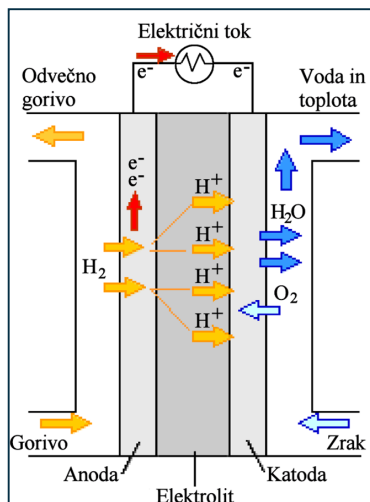 Električni tok
e- e-
Odvečno
gorivo
Voda in
toplota
e-
e-
H+
H2O
H+
H2
H+
O2
H+
Gorivo
Zrak
Anoda
Katoda
Elektrolit